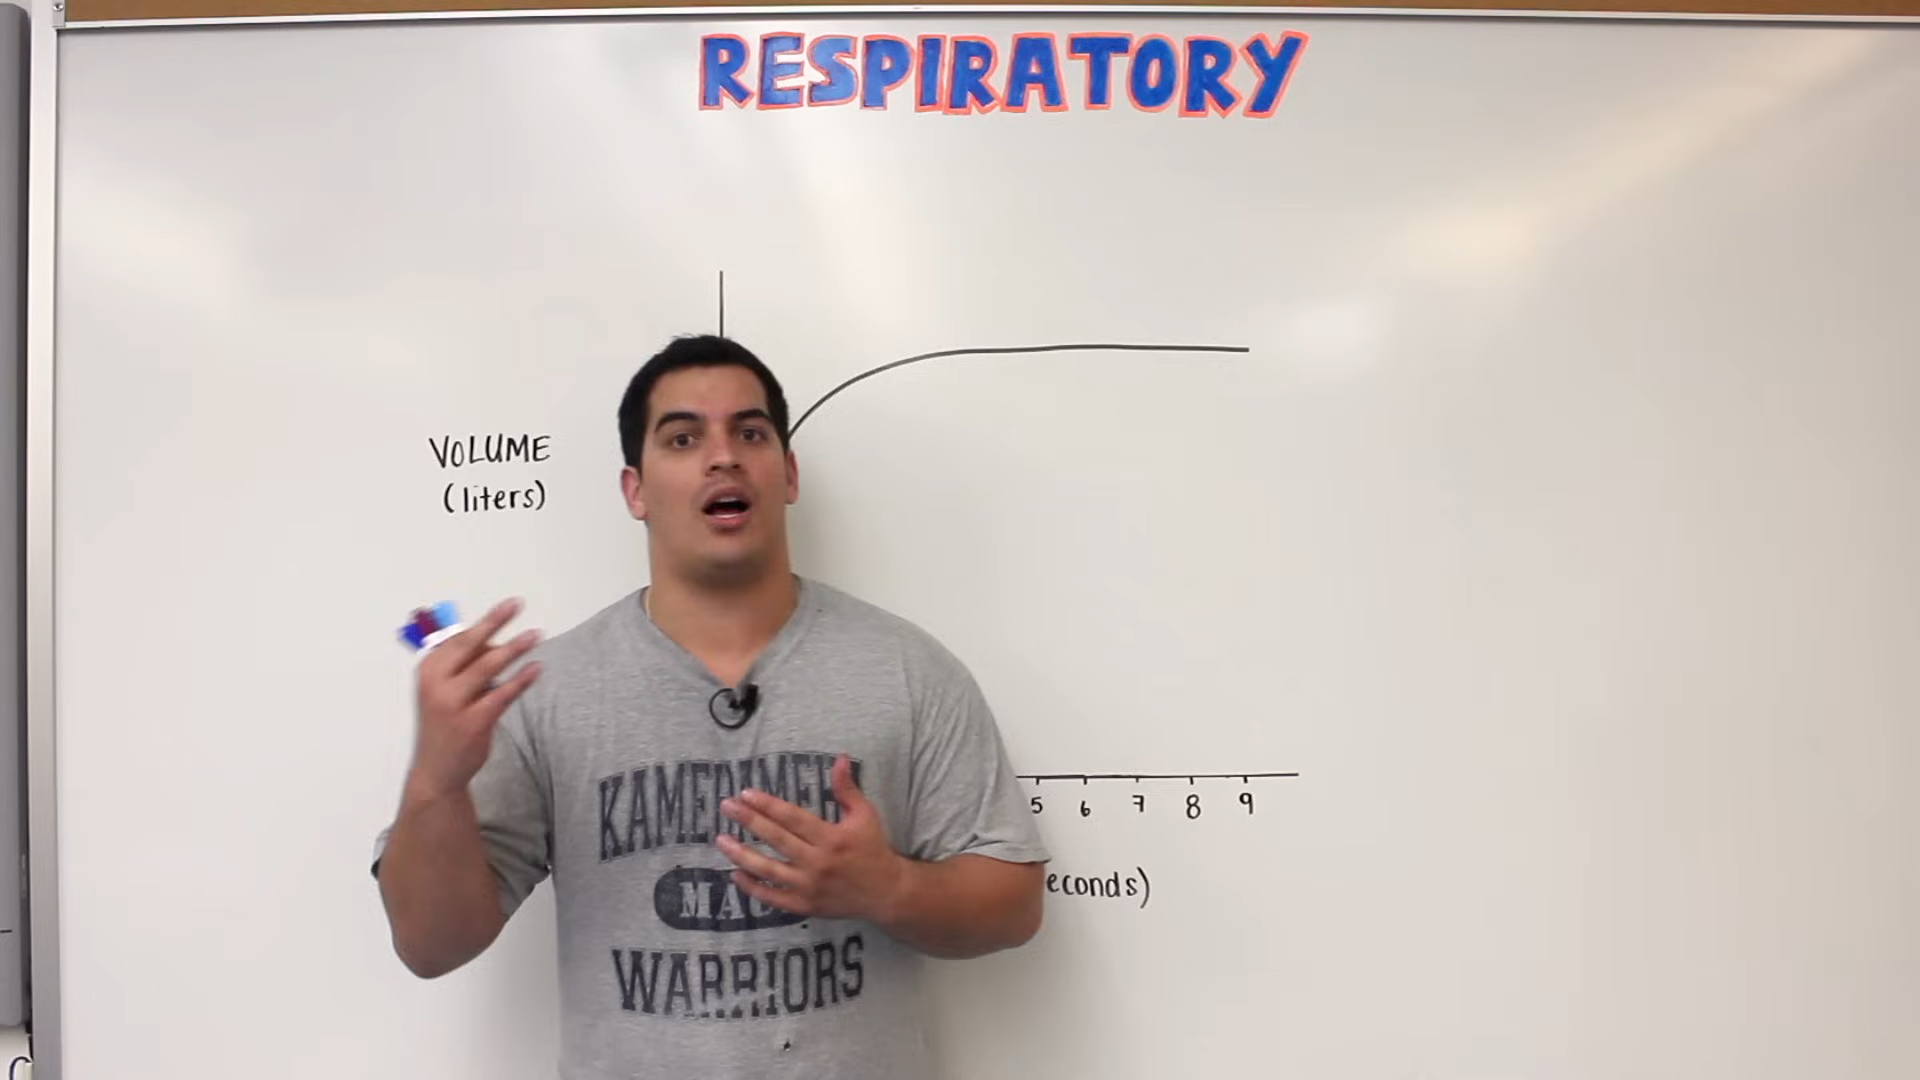 RESPIRATORY
VOLUME
(liters)
5 6 7 8 9
econds)
KAMEHAMEHA
WARRIORS